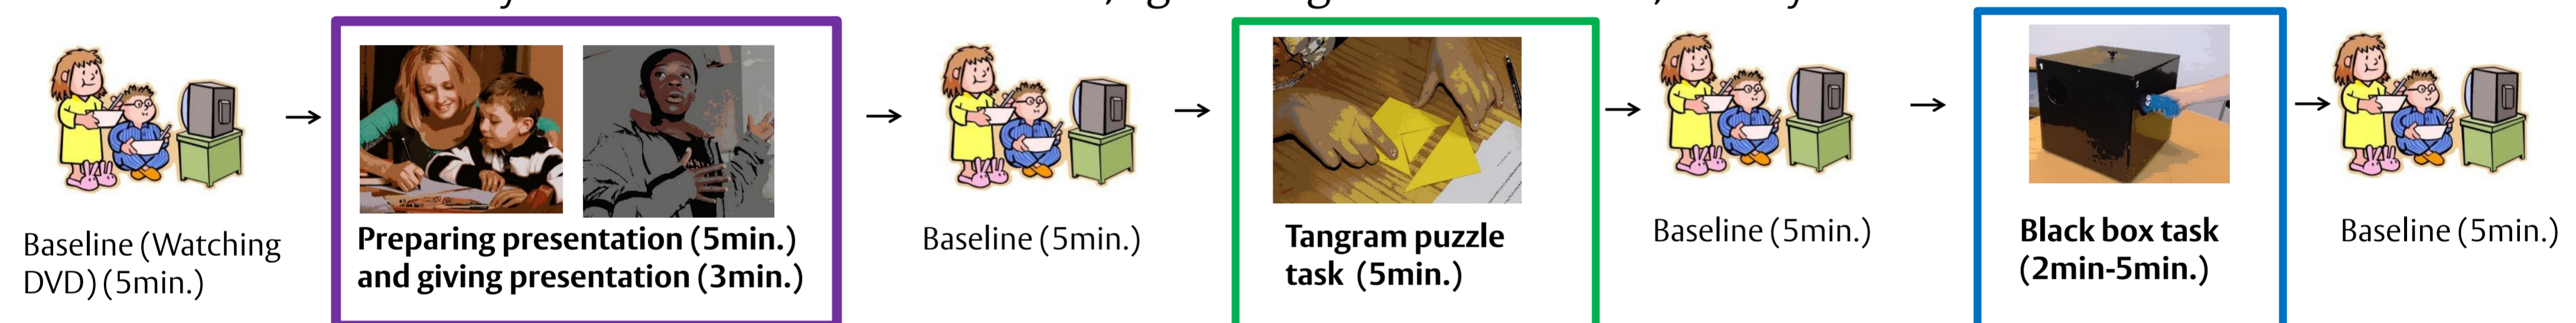 Baseline (Watching
DVD) (5min.)
Preparing presentation (5min.)
and giving presentation (3min.)
Baseline (5min.)
Tangram puzzle
task (5min.)
Baseline (5min.)
Black box task
(2min-5min.)
Baseline (5min.)